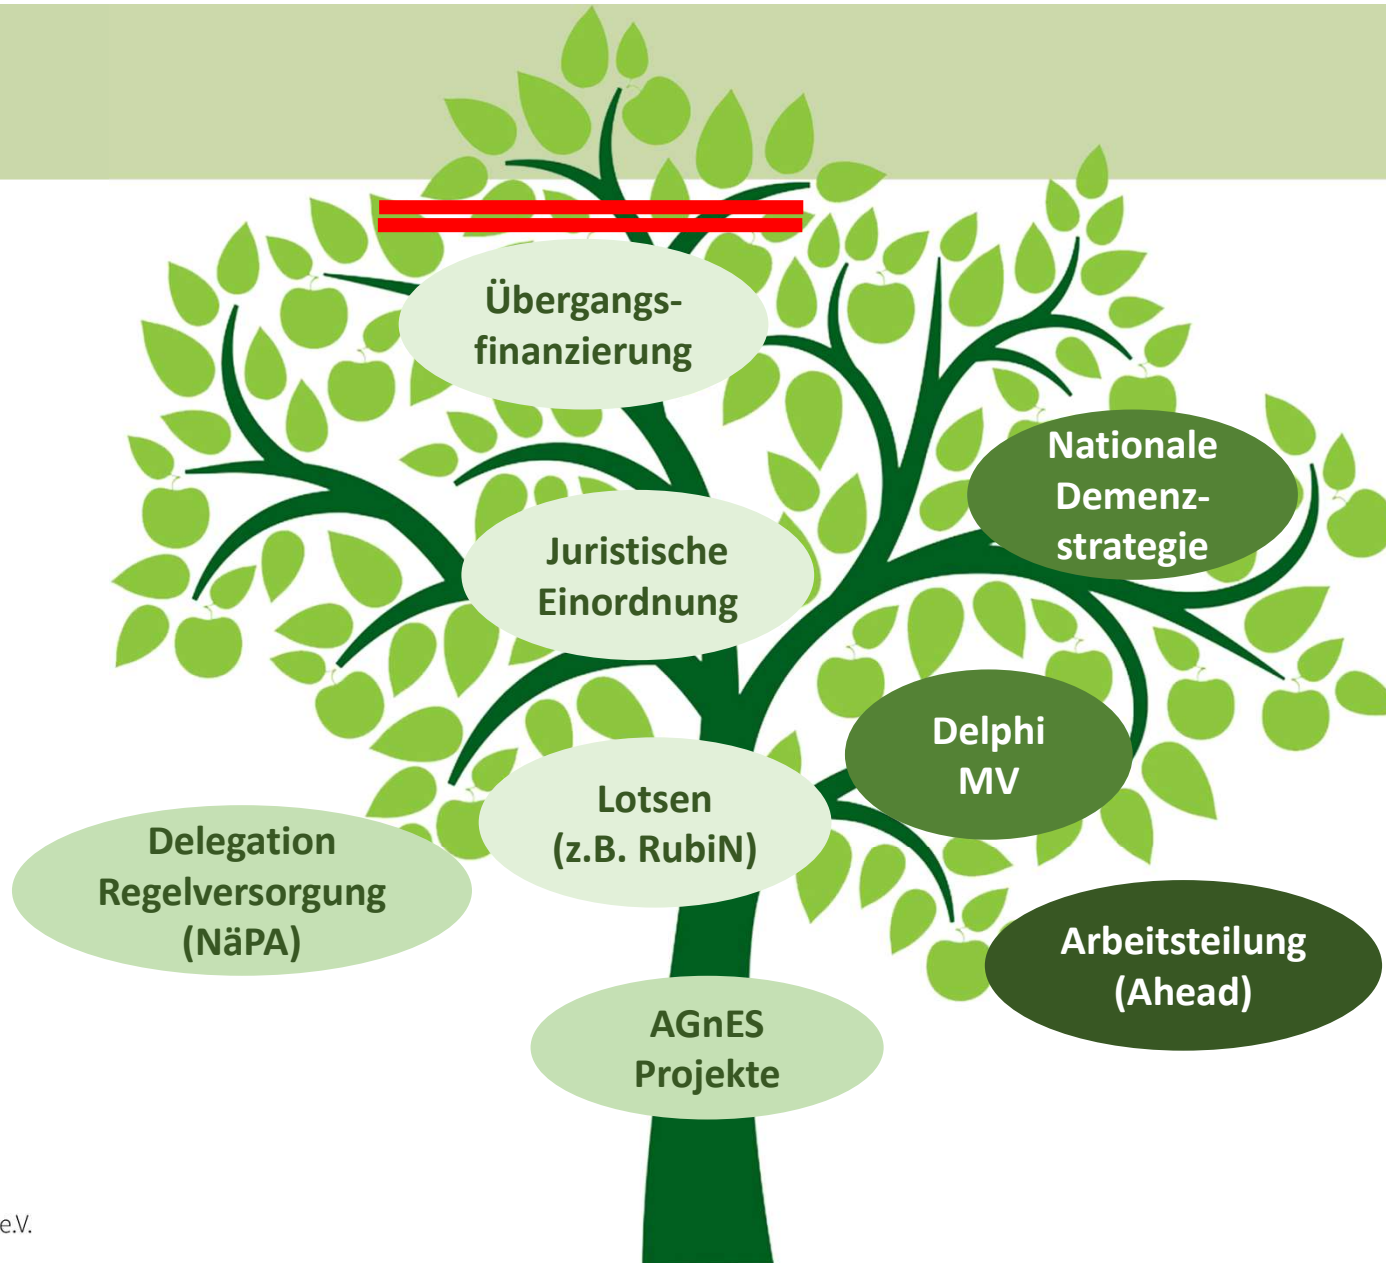 Übergangs-
finanzierung
Nationale
Demenz-
strategie
Juristische
Einordnung
Delphi
MV
Lotsen
(z.B. RubiN)
Delegation
Regelversorgung
(NäPA)
Arbeitsteilung
(Ahead)
AGnES
Projekte
e.V.